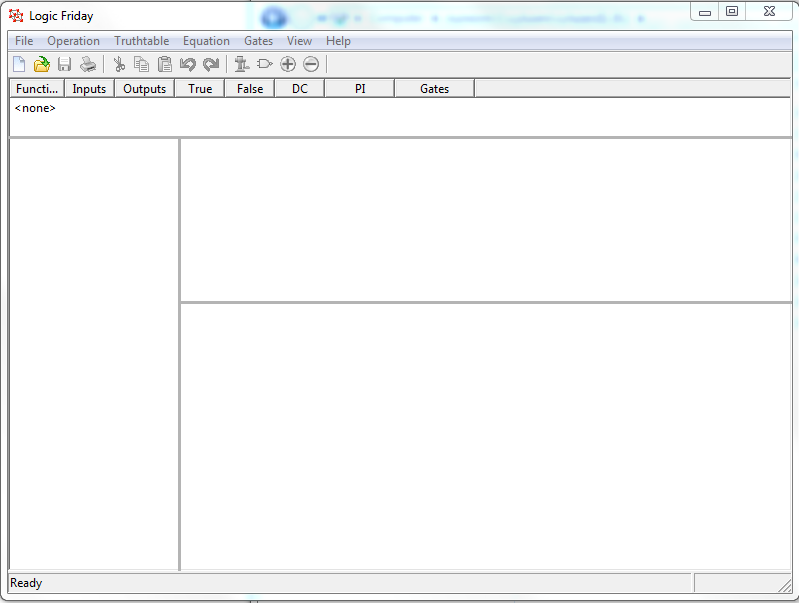 Logic Friday
File Operation Truthtable Equation Gates View Help
Functi... Inputs Outputs True False DC PI Gates
<none>
Ready